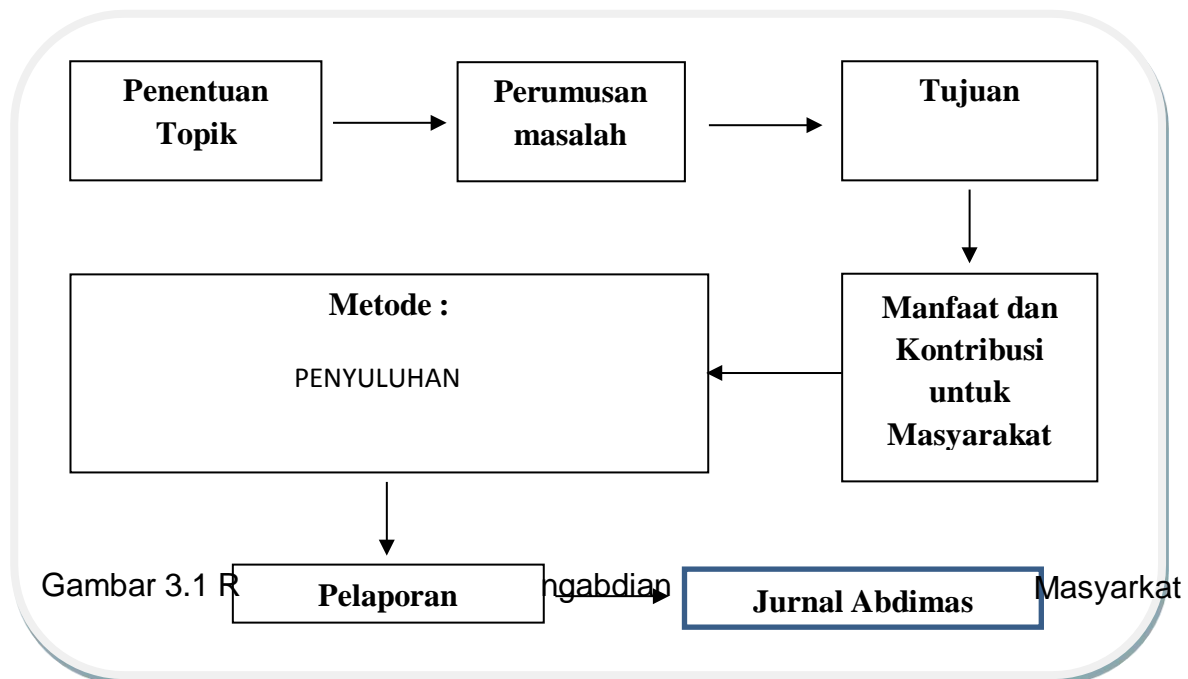 Penentuan
Topik
Perumusan
masalah
Tujuan
Metode :
PENYULUHAN
Manfaat dan
Kontribusi
untuk
Masyarakat
Gambar 3.1 R
Pelaporan
ngabdian
Jurnal Abdimas
Masyarkat